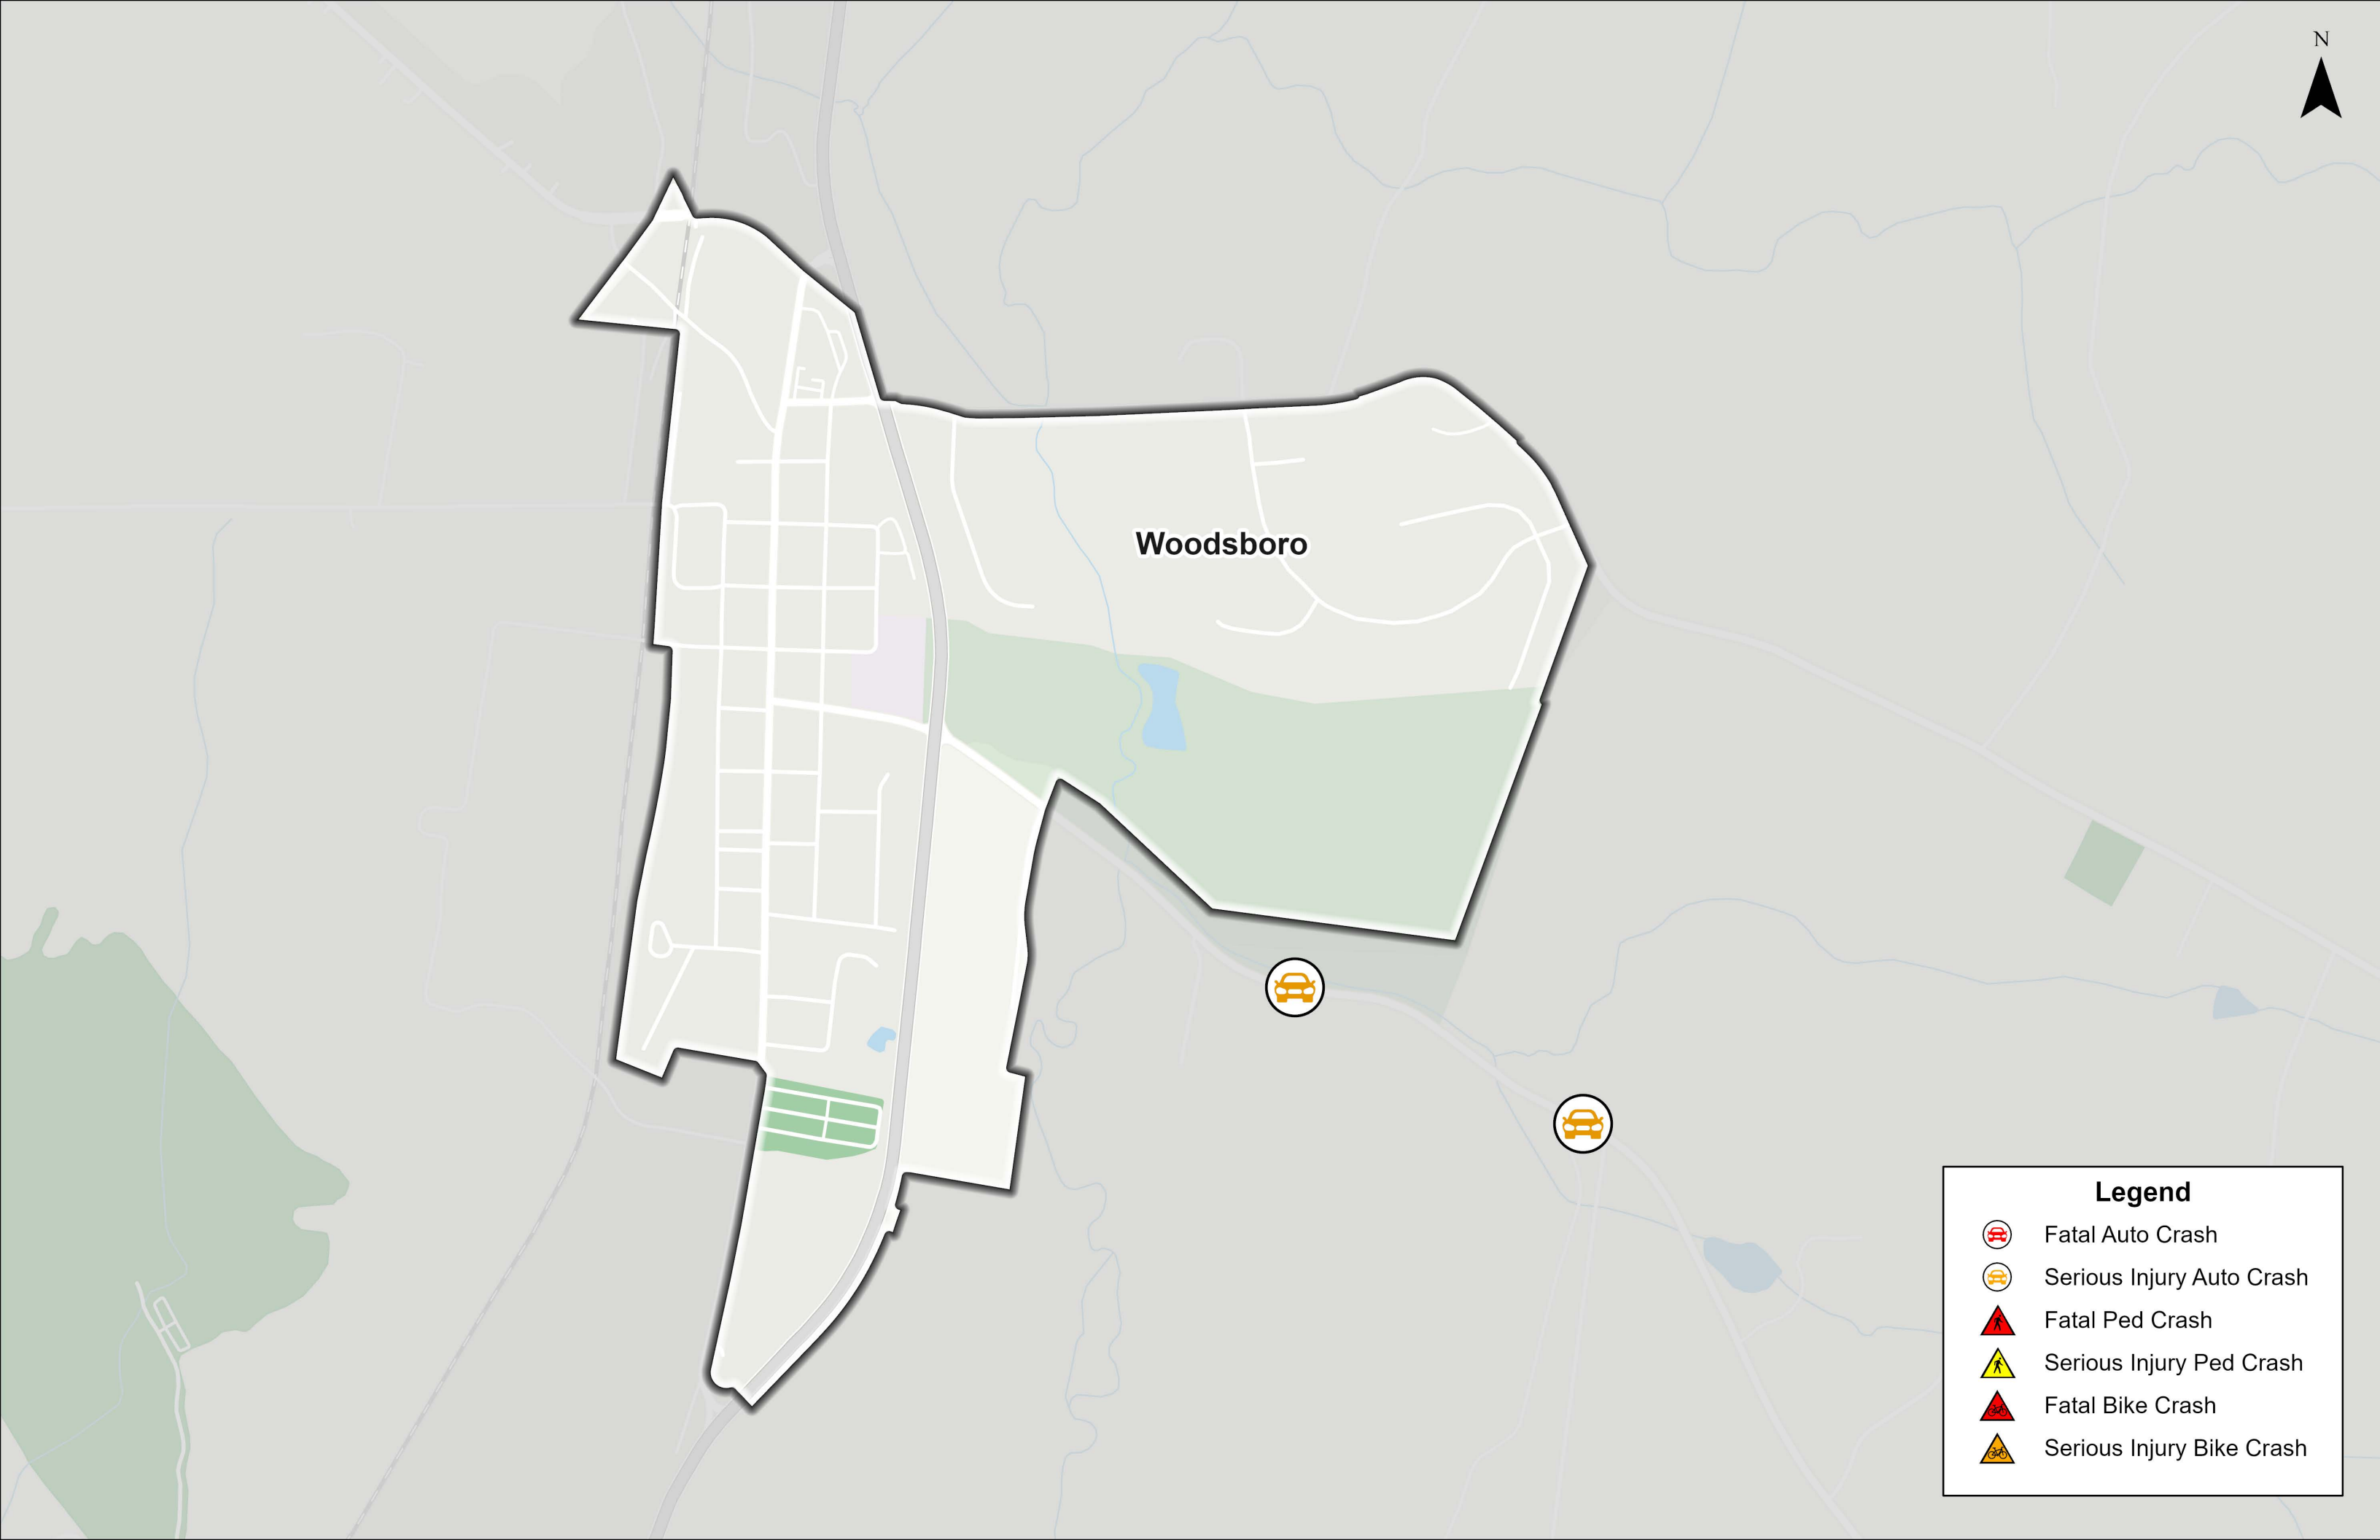 N
Woodsboro
Legend
Fatal Auto Crash
Serious Injury Auto Crash
Fatal Ped Crash
Serious Injury Ped Crash
Fatal Bike Crash
Serious Injury Bike Crash